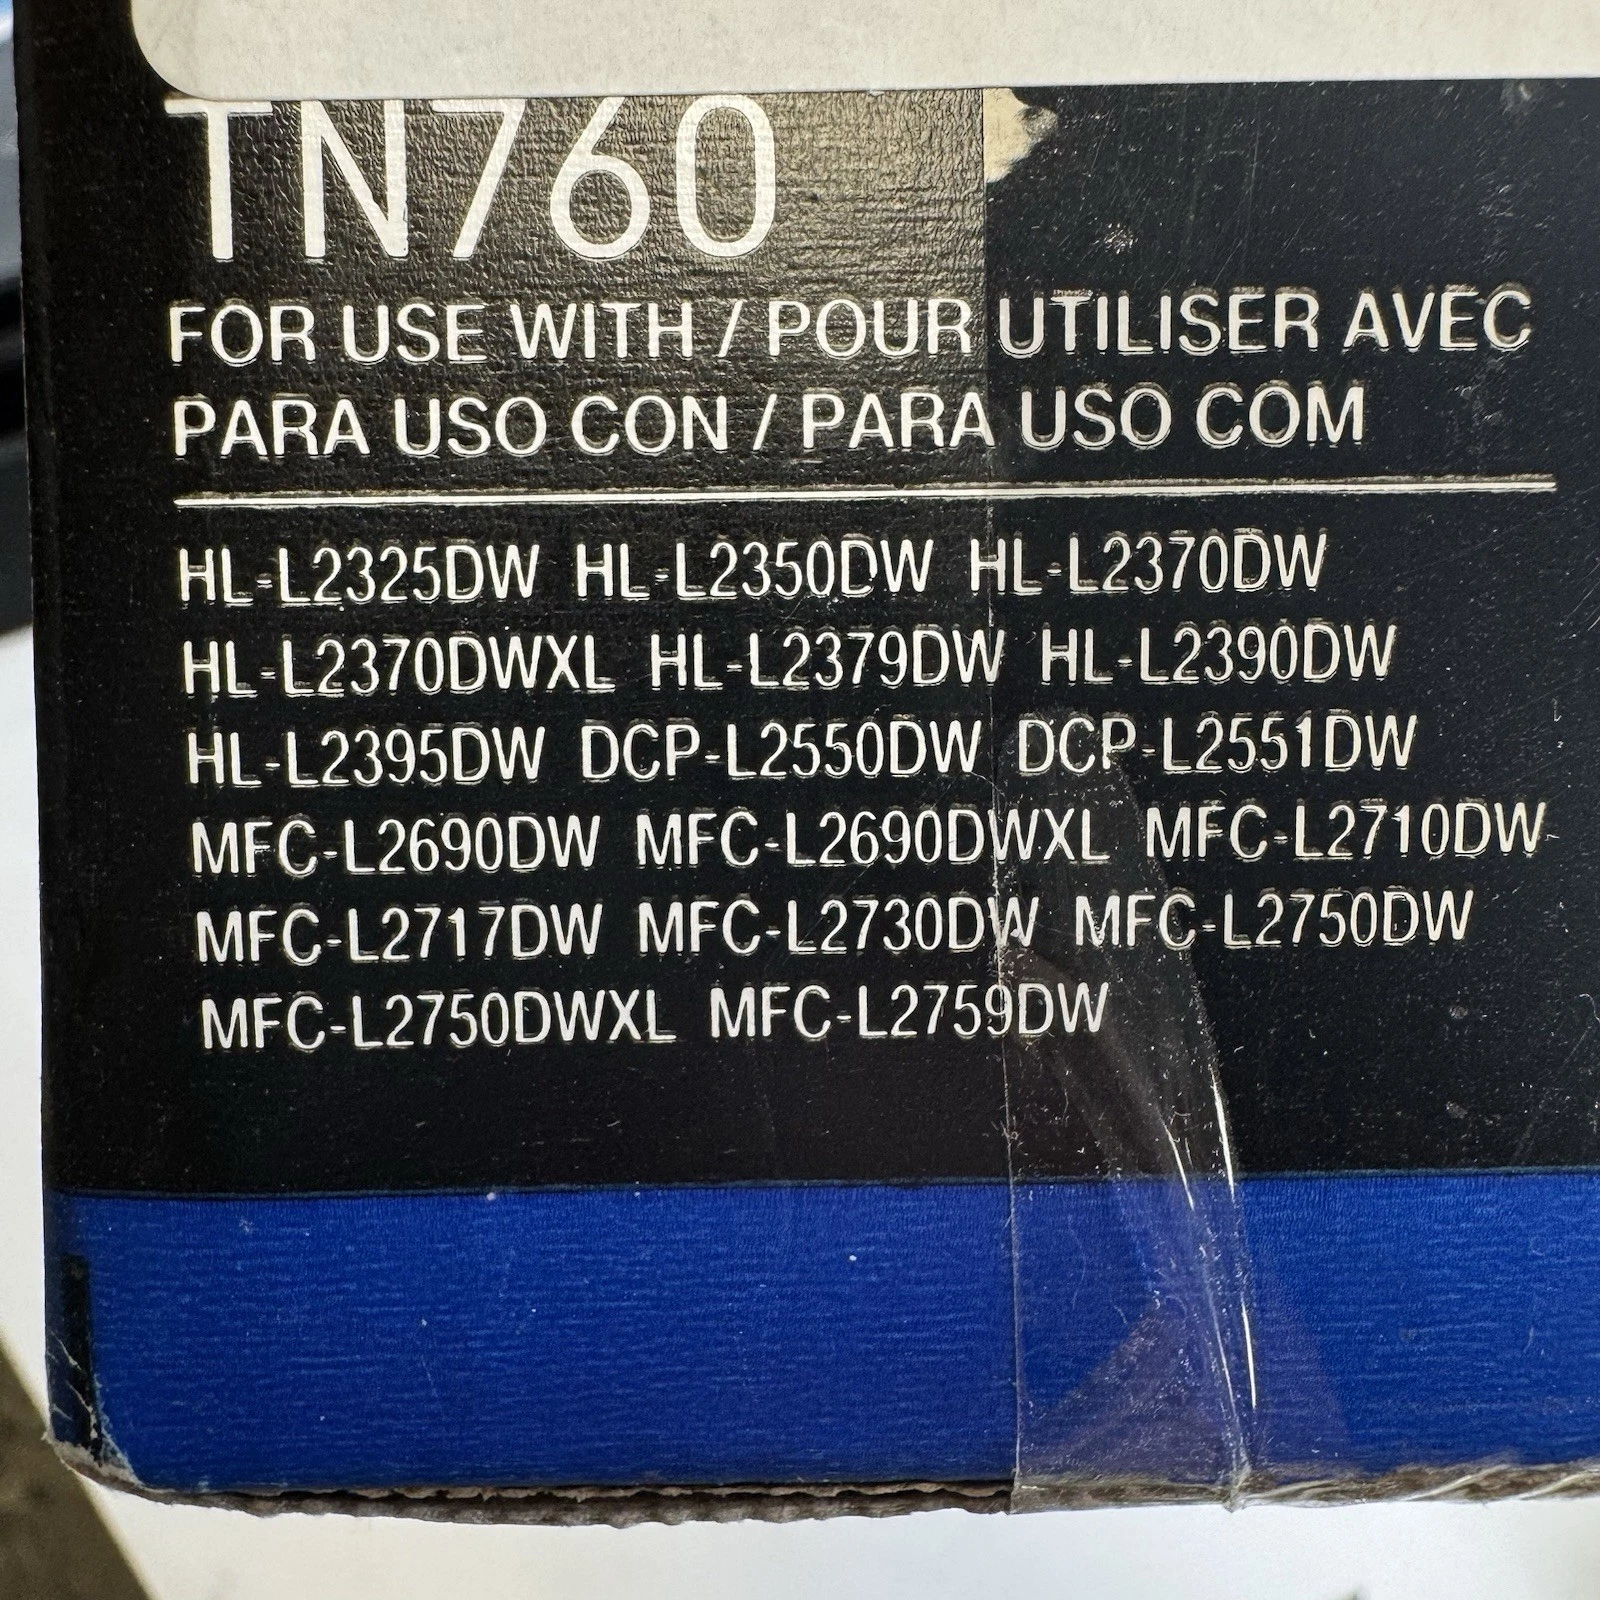 TN760
FOR USE WITH / POUR UTILISER AVEC
PARA USO CON / PARA USO COM
HL-L2325DW HL-L2350DW HL-L2370DW
HL-L2370DWXL HL-L2379DW HL-L2390DW
HL-L2395DW DCP-L2550DW DCP-L2551DW
MFC-L2690DW MFC-L2690DWXL MFC-L2710DW
MFC-L2717DW MFC-L2730DW MFC-L2750DW
MFC-L2750DWXL MFC-L2759DW